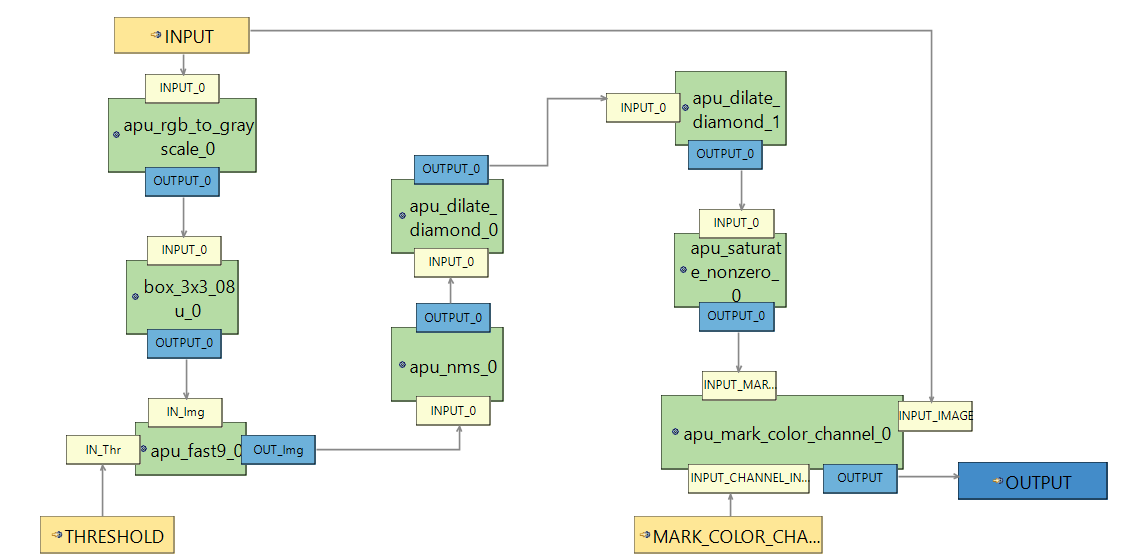 INPUT
INPUT_0
apu_rgb_to_gray
scale_0
OUTPUT_0
INPUT_0
box_3x3_08
u_0
OUTPUT_0
IN_Img
IN_Thr
apu_fast9_0
OUT_Img
THRESHOLD
OUTPUT_0
apu_dilate_
diamond_0
INPUT_0
OUTPUT_0
apu_nms_0
INPUT_0
INPUT_0
apu_dilate_
diamond_1
OUTPUT_0
INPUT_0
apu_saturat
e_nonzero_
0
OUTPUT_0
INPUT_MAR...
INPUT_IMAGE
apu_mark_color_channel_0
INPUT_CHANNEL_IN...
OUTPUT
OUTPUT
MARK_COLOR_CHA...